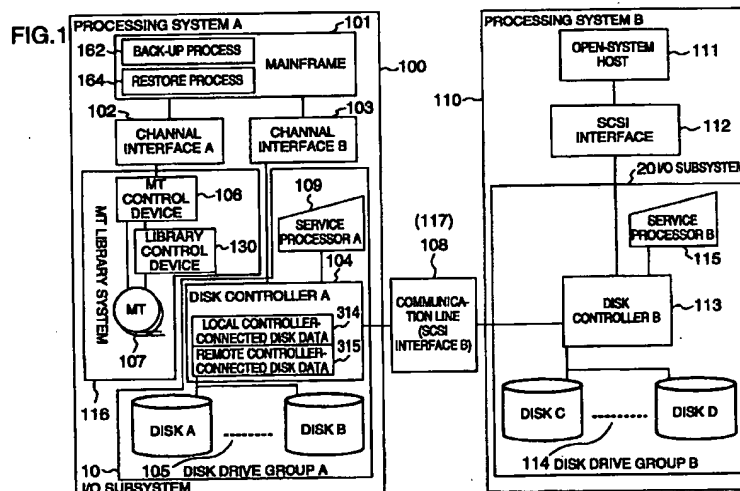 FIG.1
PROCESSING SYSTEM A
101
162
BACK-UP PROCESS
164
RESTORE PROCESS
MAINFRAME
100
102
103
CHANNAL
INTERFACE A
CHANNEL
INTERFACE B
MT CONTROL
DEVICE
106
LIBRARY CONTROL
DEVICE
130
MT LIBRARY SYSTEM
MT
107
116
109
SERVICE
PROCESSOR A
104
DISK CONTROLLER A
LOCAL CONTROLLER-
CONNECTED DISK DATA
314
REMOTE CONTROLLER-
CONNECTED DISK DATA
315
DISK A
DISK B
10
105
DISK DRIVE GROUP A
I/O SUBSYSTEM
(117)
108
COMMUNICA-
TION LINE
(SCSI
INTERFACE B)
PROCESSING SYSTEM B
110
OPEN-SYSTEM
HOST
111
SCSI
INTERFACE
112
20 I/O SUBSYSTEM
SERVICE
PROCESSOR B
115
DISK
CONTROLLER B
113
DISK C
DISK D
114 DISK DRIVE GROUP B